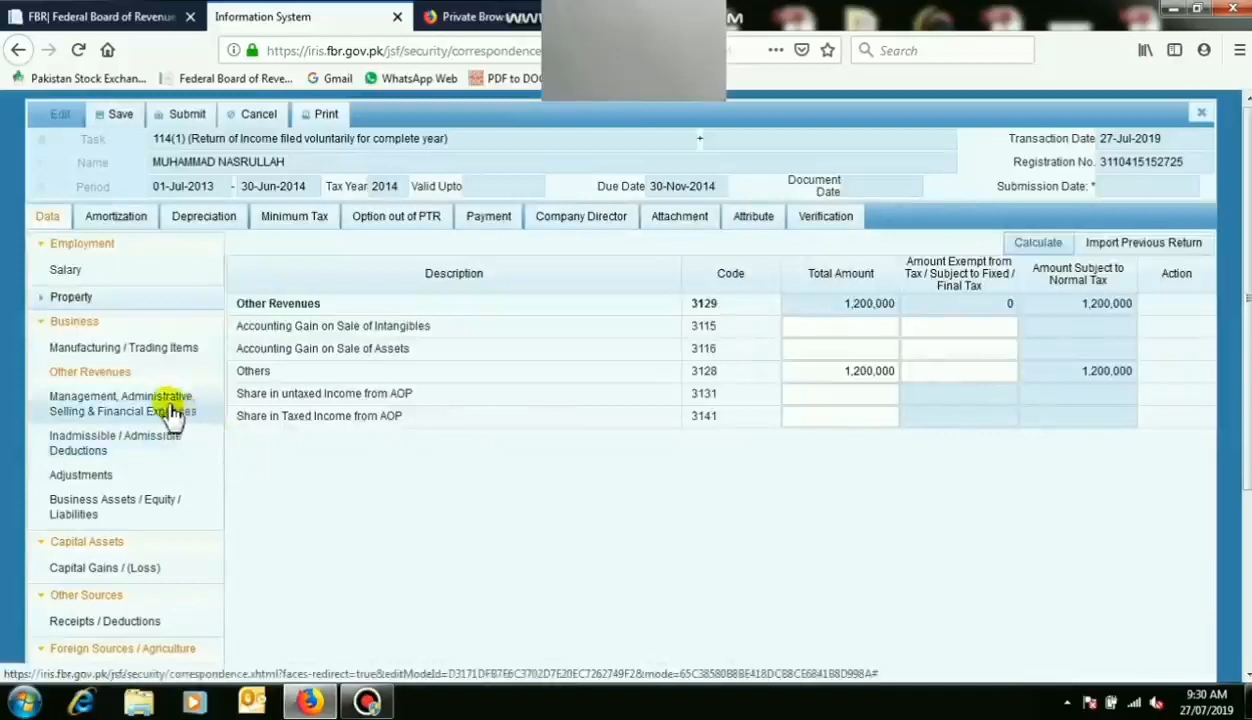 FBR| Federal Board of Revenue
Information System
Private Brow
https://iris.fbr.gov.pk/jsf/security/correspondence
Search
Pakistan Stock Exchan...
Federal Board of Reve...
Gmail
WhatsApp Web
PDF to DOC
Edit
Save
Submit
Cancel
Print
Task
114(1) (Return of Income filed voluntarily for complete year)
Transaction Date 27-Jul-2019
Name
MUHAMMAD NASRULLAH
Registration No. 3110415152725
Period
01-Jul-2013 - 30-Jun-2014
Tax Year 2014
Valid Upto
Due Date 30-Nov-2014
Document
Date
Submission Date: *
Data
Amortization
Depreciation
Minimum Tax
Option out of PTR
Payment
Company Director
Attachment
Attribute
Verification
Employment
Salary
Property
Business
Manufacturing / Trading Items
Other Revenues
Management, Administrative,
Selling & Financial Expenses
Inadmissible / Admissible
Deductions
Adjustments
Business Assets / Equity /
Liabilities
Capital Assets
Capital Gains / (Loss)
Other Sources
Receipts / Deductions
Foreign Sources / Agriculture
Calculate
Import Previous Return
Description
Code
Total Amount
Amount Exempt from
Tax / Subject to Fixed /
Final Tax
Amount Subject to
Normal Tax
Action
Other Revenues 3129 1,200,000 0 1,200,000
Accounting Gain on Sale of Intangibles 3115
Accounting Gain on Sale of Assets 3116
Others 3128 1,200,000 1,200,000
Share in untaxed Income from AOP 3131
Share in Taxed Income from AOP 3141
9:30 AM
27/07/2019